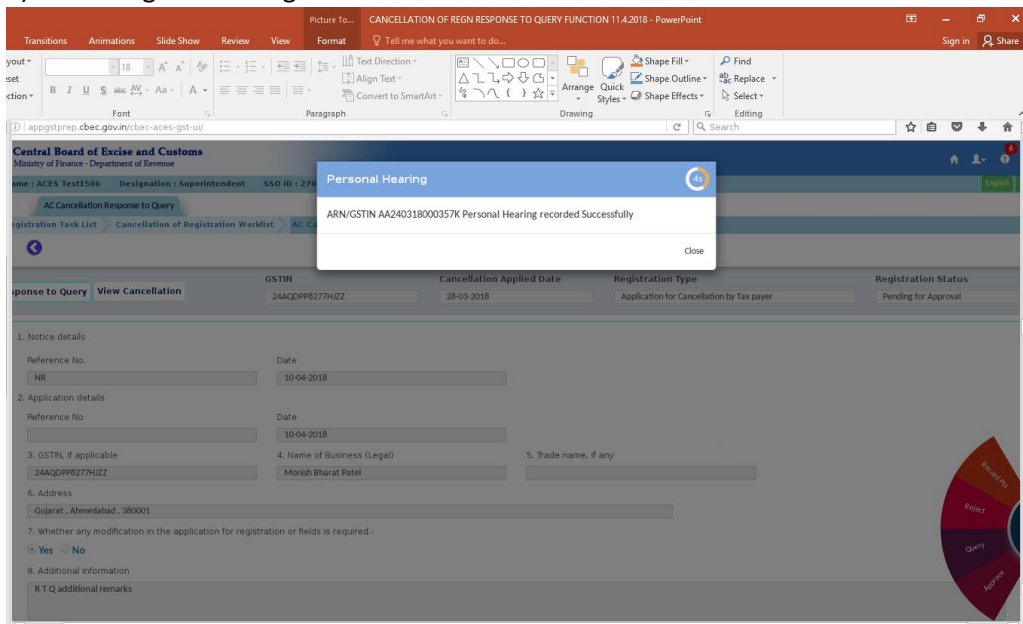 Picture To... CANCELLATION OF REGN RESPONSE TO QUERY FUNCTION 11.4.2018 - PowerPoint
Transitions Animations Slide Show Review View Format Tell me what you want to do... Sign in Share
yout Text Direction Shape Fill Find
18 A A
set Align Text Shape Outline Replace
B I U S abc AV Aa A Arrange Quick
ction Convert to SmartArt Styles Shape Effects Select
Font Paragraph Drawing Editing
appgstprep.cbec.gov.in/cbec-aces-gst-ui/ Search
Central Board of Excise and Customs
Ministry of Finance - Department of Revenue
6
ame : ACES Test1506 Designation : Superintendent SSO ID : 270 English
Personal Hearing 4s
AC Cancellation Response to Query
ARN/GSTIN AA240318000357K Personal Hearing recorded Successfully
egistration Task List Cancellation of Registration Worklist AC Ca
Close
GSTIN Cancellation Applied Date Registration Type Registration Status
sponse to Query View Cancellation 24AQDPP8277HJZZ 28-03-2018 Application for Cancellation by Tax payer Pending for Approval
1. Notice details
Reference No. Date
NR 10-04-2018
2. Application details
Reference No Date
10-04-2018
3. GSTIN, if applicable 4. Name of Business (Legal) 5. Trade name, if any
24AQDPP8277HJZZ Monish Bharat Patel
6. Address
Gujarat , Ahmedabad , 380001
7. Whether any modification in the application for registration or fields is required.-
Yes No
8. Additional Information
R T Q additional remarks
Record PH
Reject
Query
Approve